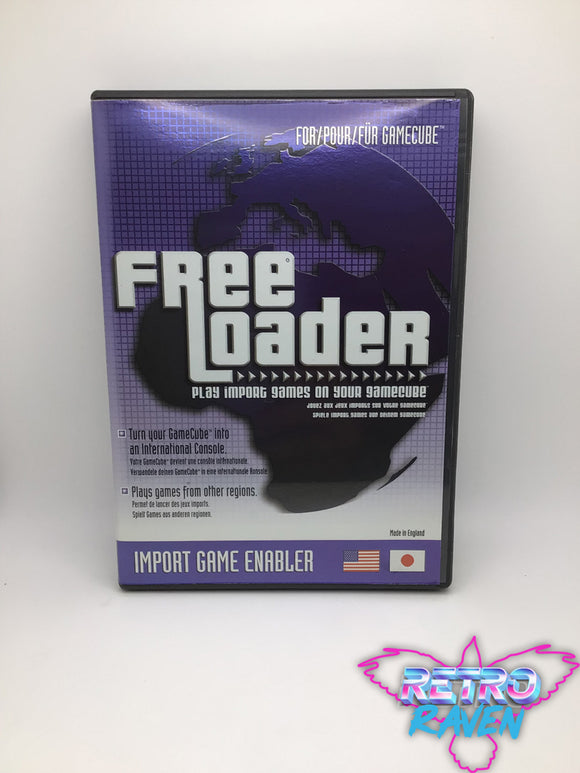 FOR/POUR/FÜR GAMECUBE™
FREE
LOADER
PLAY IMPORT GAMES ON YOUR GAMECUBE™
JOUEZ AUX JEUX IMPORTS SUR VOTRE GAMECUBE
SPIELE IMPORT GAMES AUF DEINEM GAMECUBE
Turn your GameCube™ into
an International Console.
Votre GameCube™ devient une console internationale.
Verwandele deinen GameCube™ in eine internationale Konsole
Plays games from other regions.
Permet de lancer des jeux imports.
Spielt Games aus anderen regionen.
Made in England
IMPORT GAME ENABLER
RETRO
RAVEN